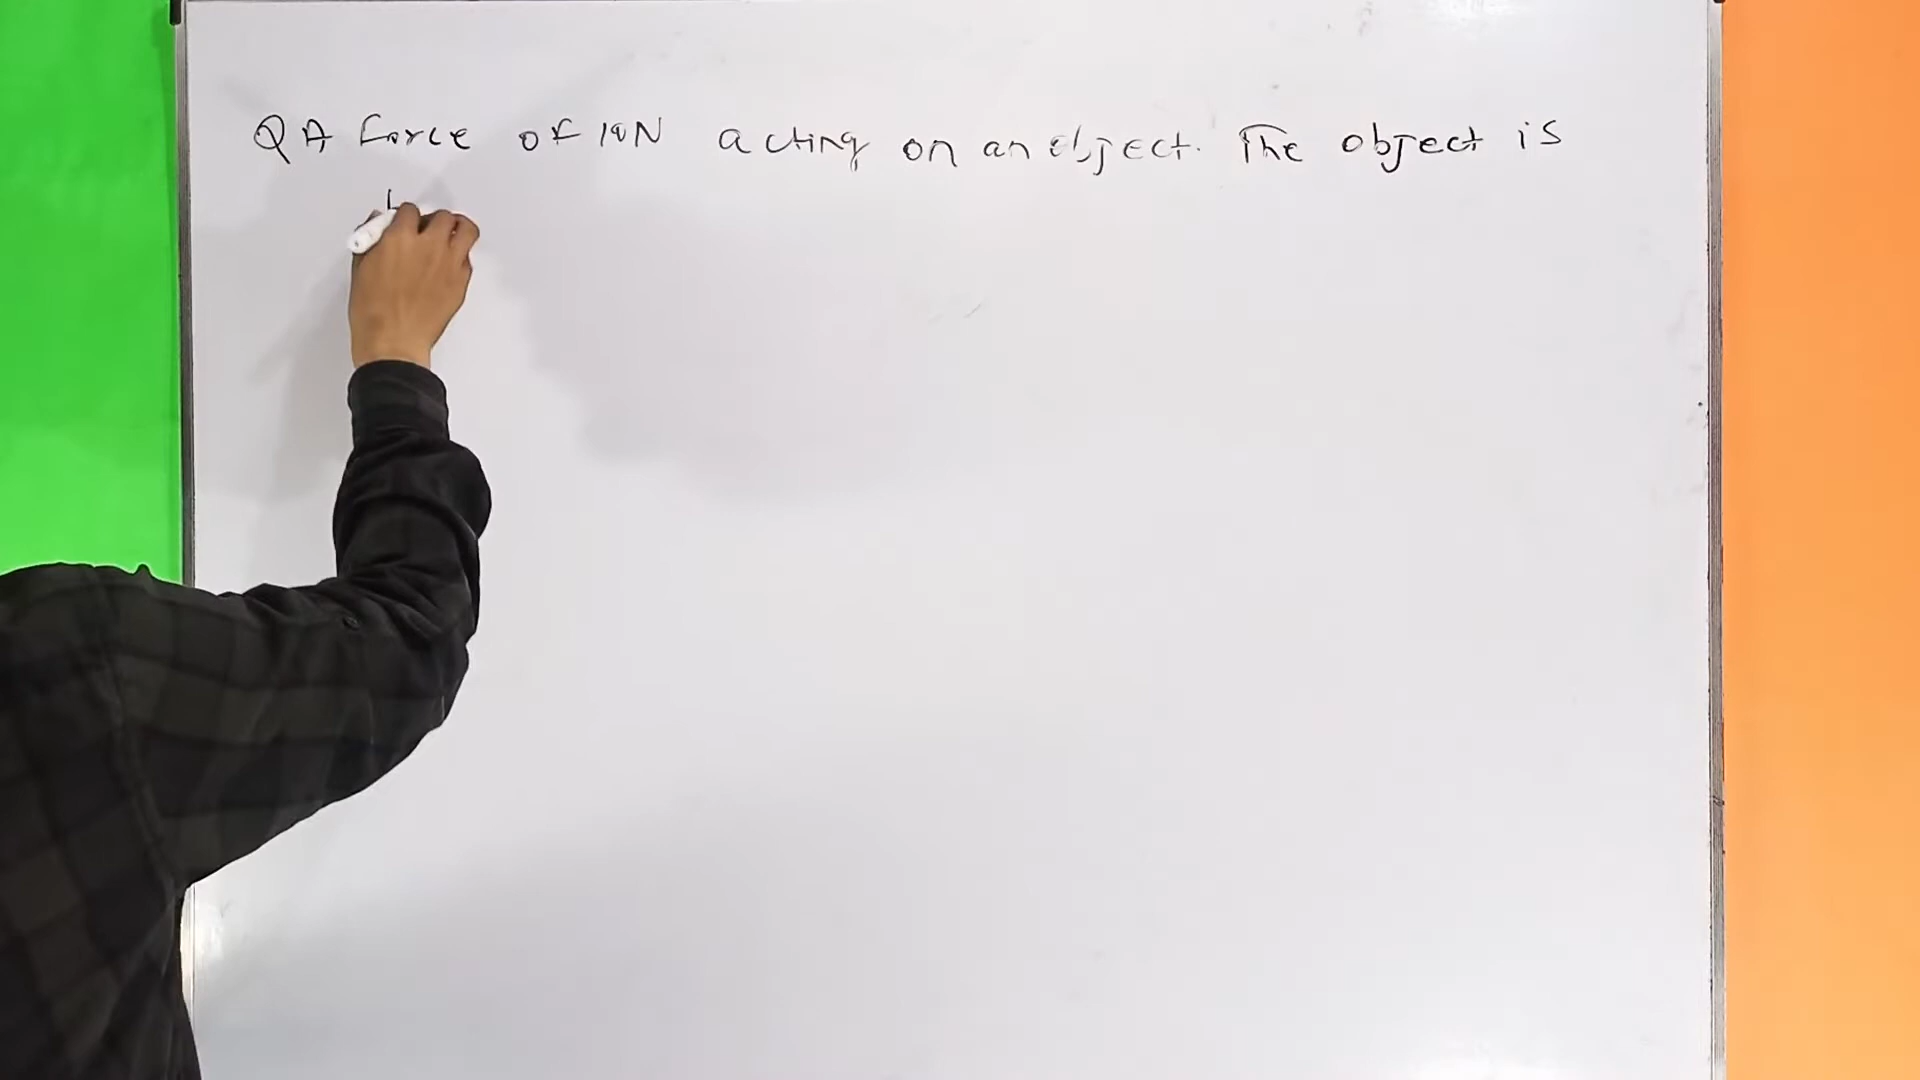 Q A Force of 10N acting on an object. The object is